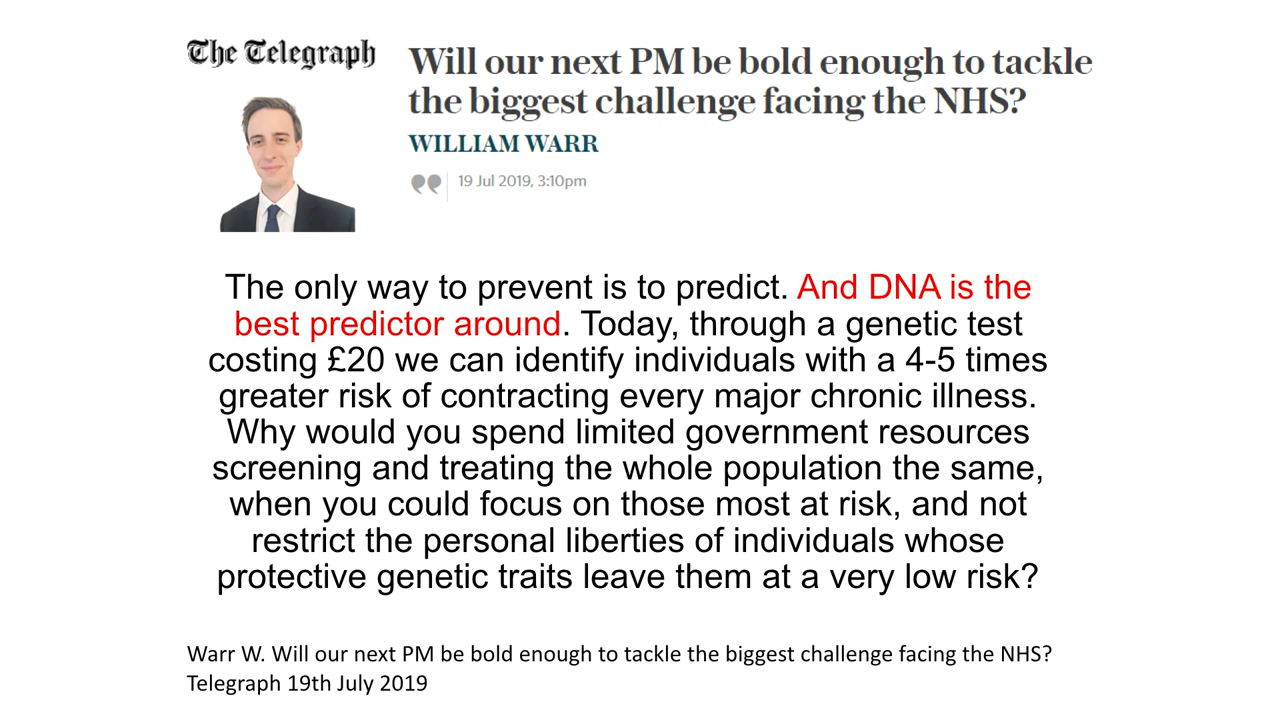 The Telegraph
Will our next PM be bold enough to tackle
the biggest challenge facing the NHS?
WILLIAM WARR
19 Jul 2019, 3:10pm
The only way to prevent is to predict. And DNA is the
best predictor around. Today, through a genetic test
costing £20 we can identify individuals with a 4-5 times
greater risk of contracting every major chronic illness.
Why would you spend limited government resources
screening and treating the whole population the same,
when you could focus on those most at risk, and not
restrict the personal liberties of individuals whose
protective genetic traits leave them at a very low risk?
Warr W. Will our next PM be bold enough to tackle the biggest challenge facing the NHS?
Telegraph 19th July 2019